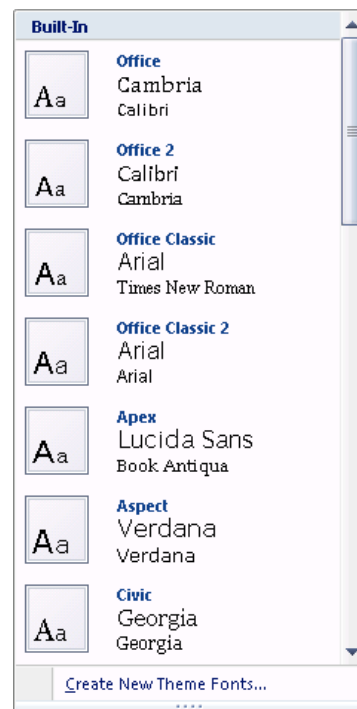 Built-In
Aa
Office
Cambria
Calibri
Aa
Office 2
Calibri
Cambria
Aa
Office Classic
Arial
Times New Roman
Aa
Office Classic 2
Arial
Arial
Aa
Apex
Lucida Sans
Book Antiqua
Aa
Aspect
Verdana
Verdana
Aa
Civic
Georgia
Georgia
Create New Theme Fonts...